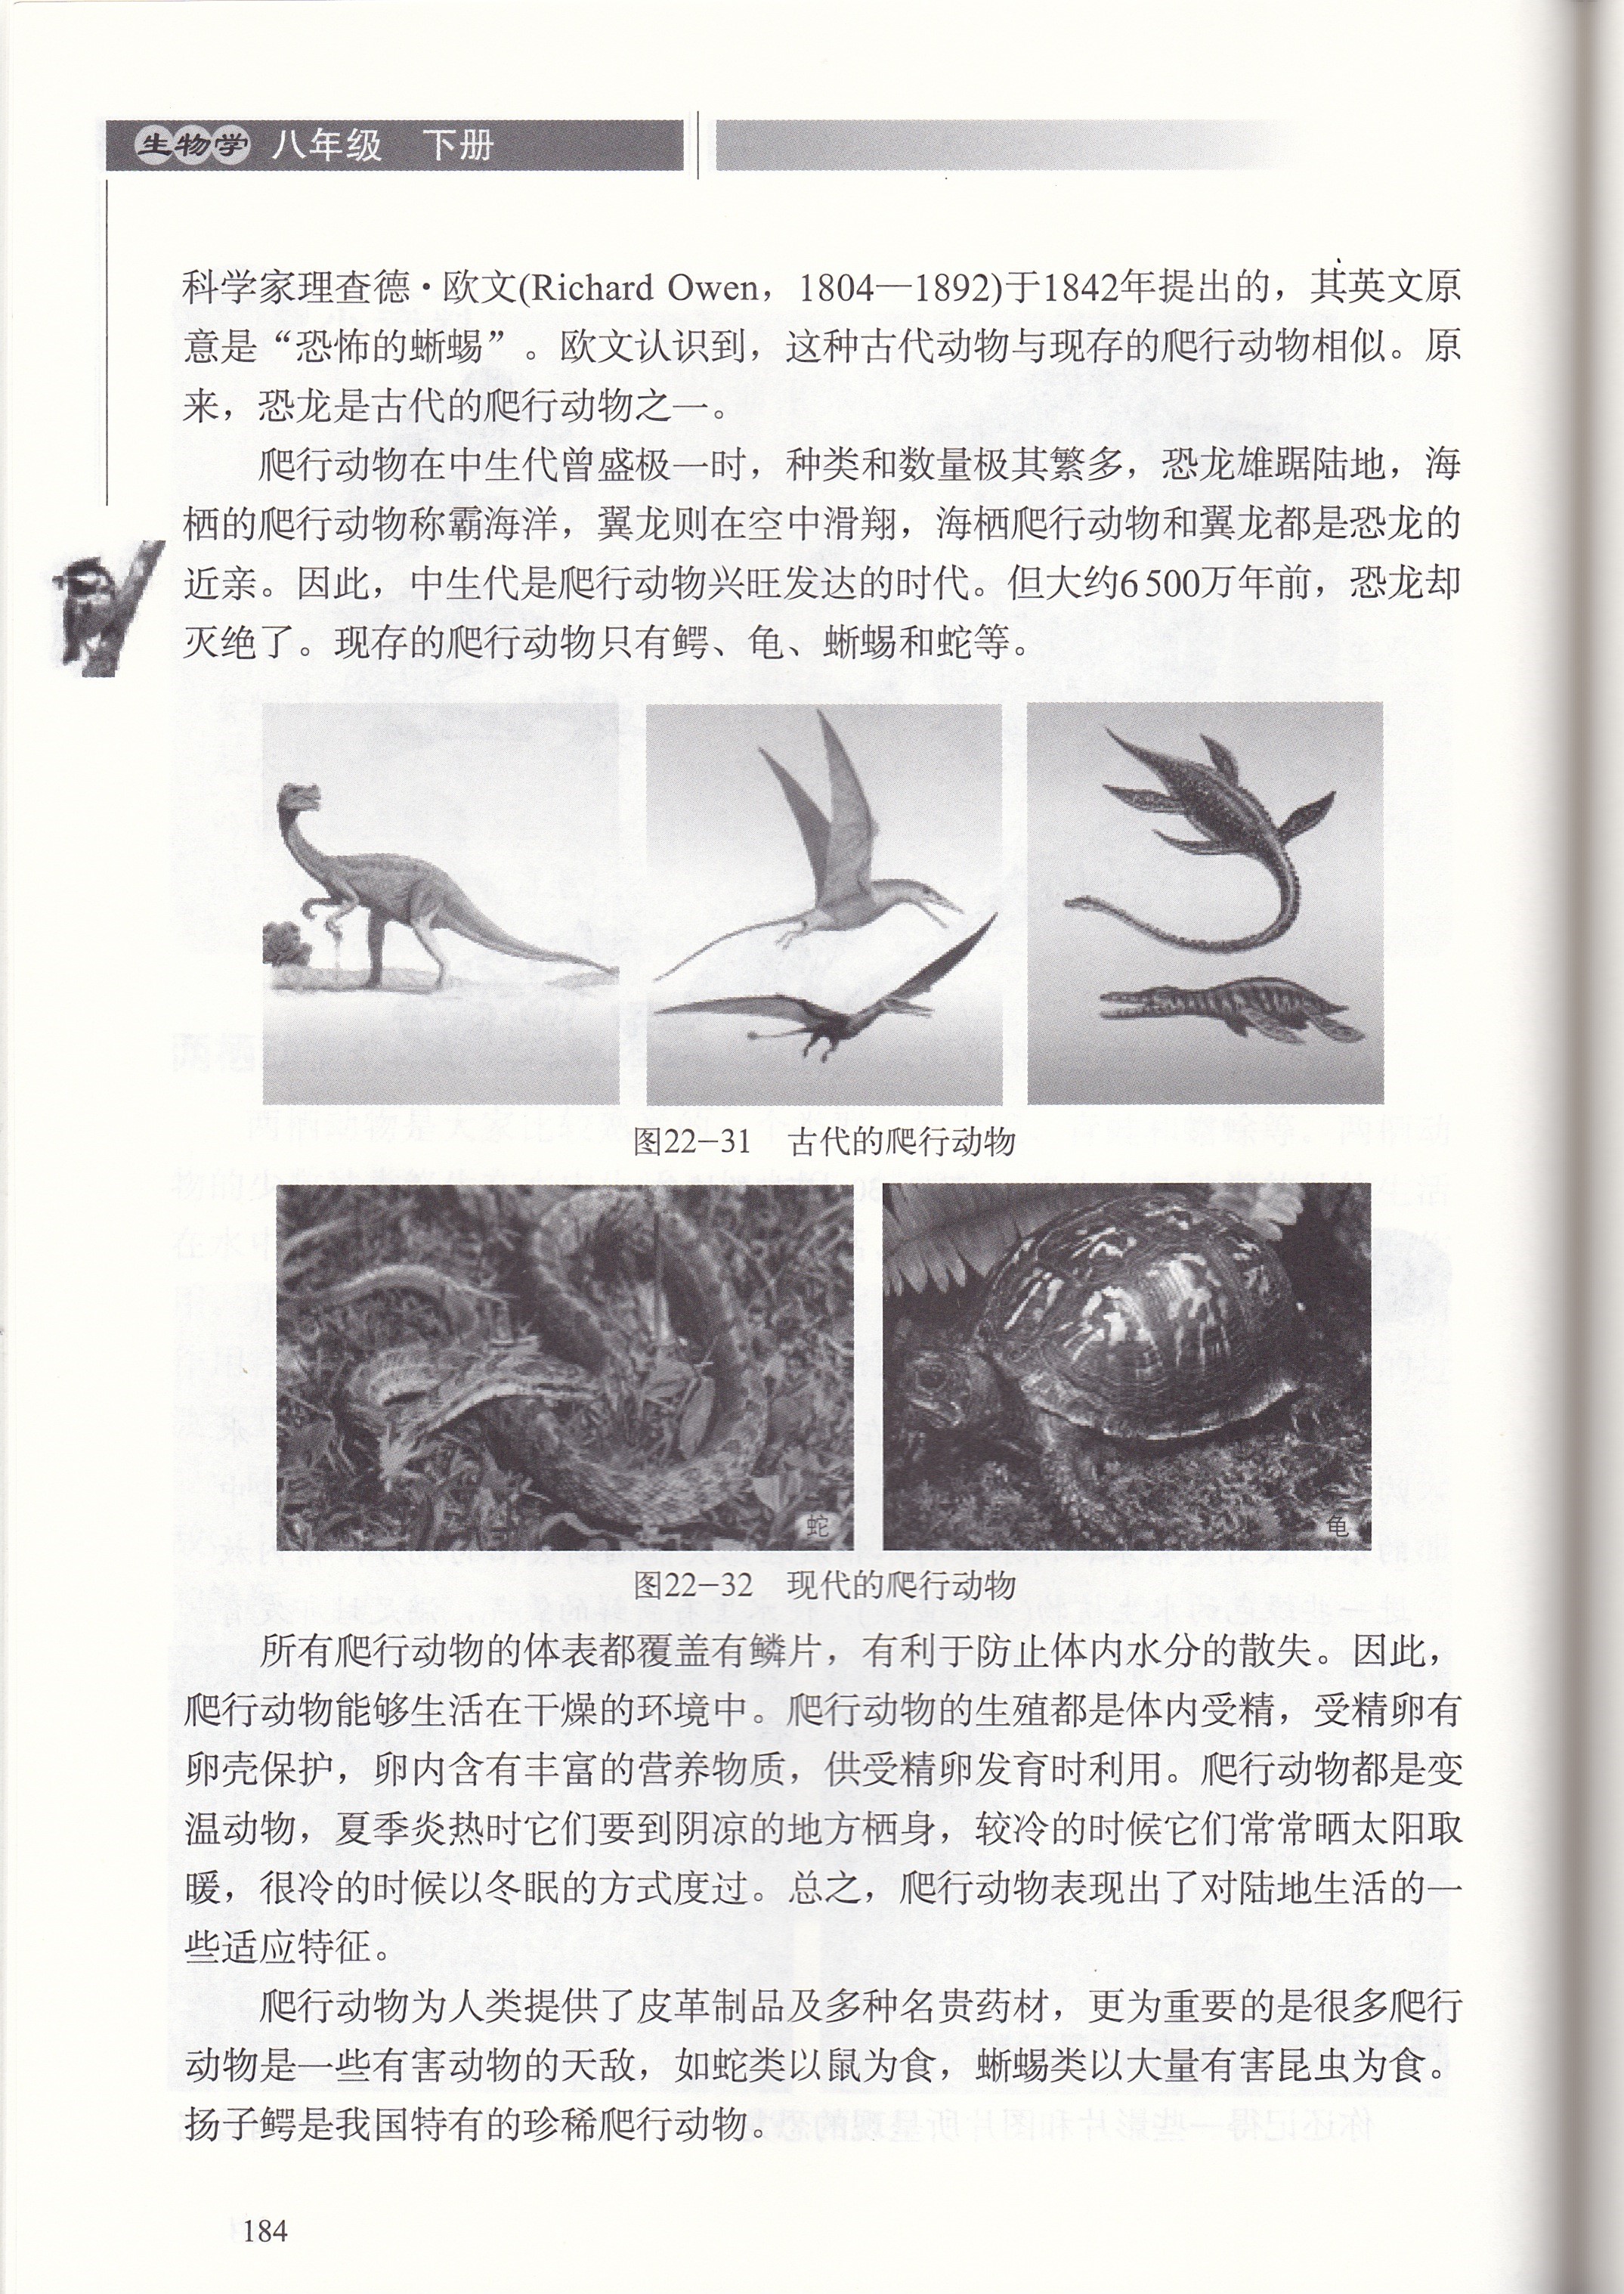 生物学 八年级 下册
科学家理查德·欧文(Richard Owen，1804—1892)于1842年提出的，其英文原
意是“恐怖的蜥蜴”。欧文认识到，这种古代动物与现存的爬行动物相似。原
来，恐龙是古代的爬行动物之一。
爬行动物在中生代曾盛极一时，种类和数量极其繁多，恐龙雄踞陆地，海
栖的爬行动物称霸海洋，翼龙则在空中滑翔，海栖爬行动物和翼龙都是恐龙的
近亲。因此，中生代是爬行动物兴旺发达的时代。但大约6 500万年前，恐龙却
灭绝了。现存的爬行动物只有鳄、龟、蜥蜴和蛇等。
图22-31 古代的爬行动物
蛇
龟
图22-32 现代的爬行动物
所有爬行动物的体表都覆盖有鳞片，有利于防止体内水分的散失。因此，
爬行动物能够生活在干燥的环境中。爬行动物的生殖都是体内受精，受精卵有
卵壳保护，卵内含有丰富的营养物质，供受精卵发育时利用。爬行动物都是变
温动物，夏季炎热时它们要到阴凉的地方栖身，较冷的时候它们常常晒太阳取
暖，很冷的时候以冬眠的方式度过。总之，爬行动物表现出了对陆地生活的一
些适应特征。
爬行动物为人类提供了皮革制品及多种名贵药材，更为重要的是很多爬行
动物是一些有害动物的天敌，如蛇类以鼠为食，蜥蜴类以大量有害昆虫为食。
扬子鳄是我国特有的珍稀爬行动物。
184